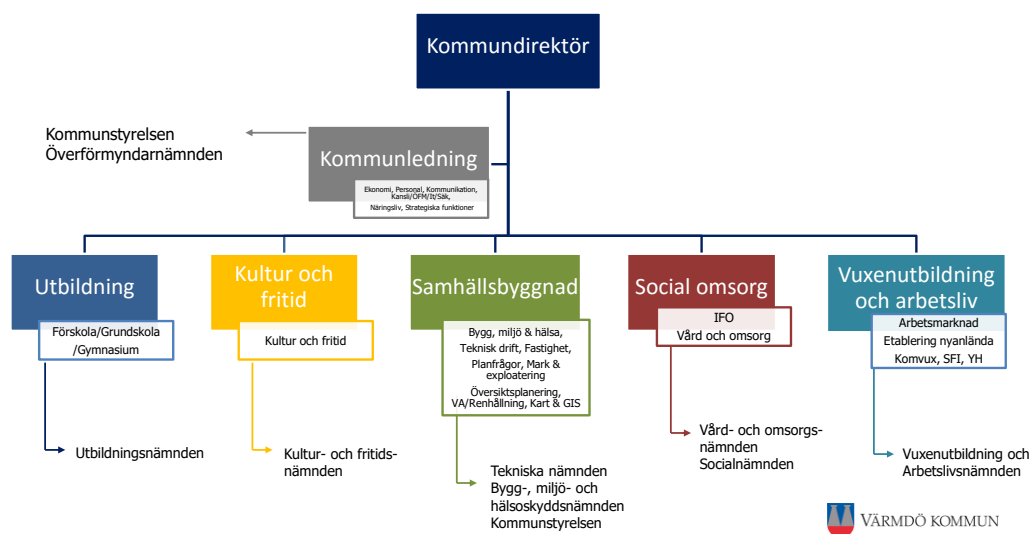 Kommundirektör
Kommunstyrelsen
Överförmyndarnämnden
Kommunledning
Ekonomi, Personal, Kommunikation,
Kansli/ÖFM/It/Säk,
Näringsliv, Strategiska funktioner
Utbildning
Förskola/Grundskola
/Gymnasium
Utbildningsnämnden
Kultur och
fritid
Kultur och fritid
Kultur- och fritids-
nämnden
Samhällsbyggnad
Bygg, miljö & hälsa,
Teknisk drift, Fastighet,
Planfrågor, Mark &
exploatering
Översiktsplanering,
VA/Renhållning, Kart & GIS
Tekniska nämnden
Bygg-, miljö- och
hälsoskyddsnämnden
Kommunstyrelsen
Social omsorg
IFO
Vård och omsorg
Vård- och omsorgs-
nämnden
Socialnämnden
Vuxenutbildning
och arbetsliv
Arbetsmarknad
Etablering nyanlända
Komvux, SFI, YH
Vuxenutbildning och
Arbetslivsnämnden
VÄRMDÖ KOMMUN